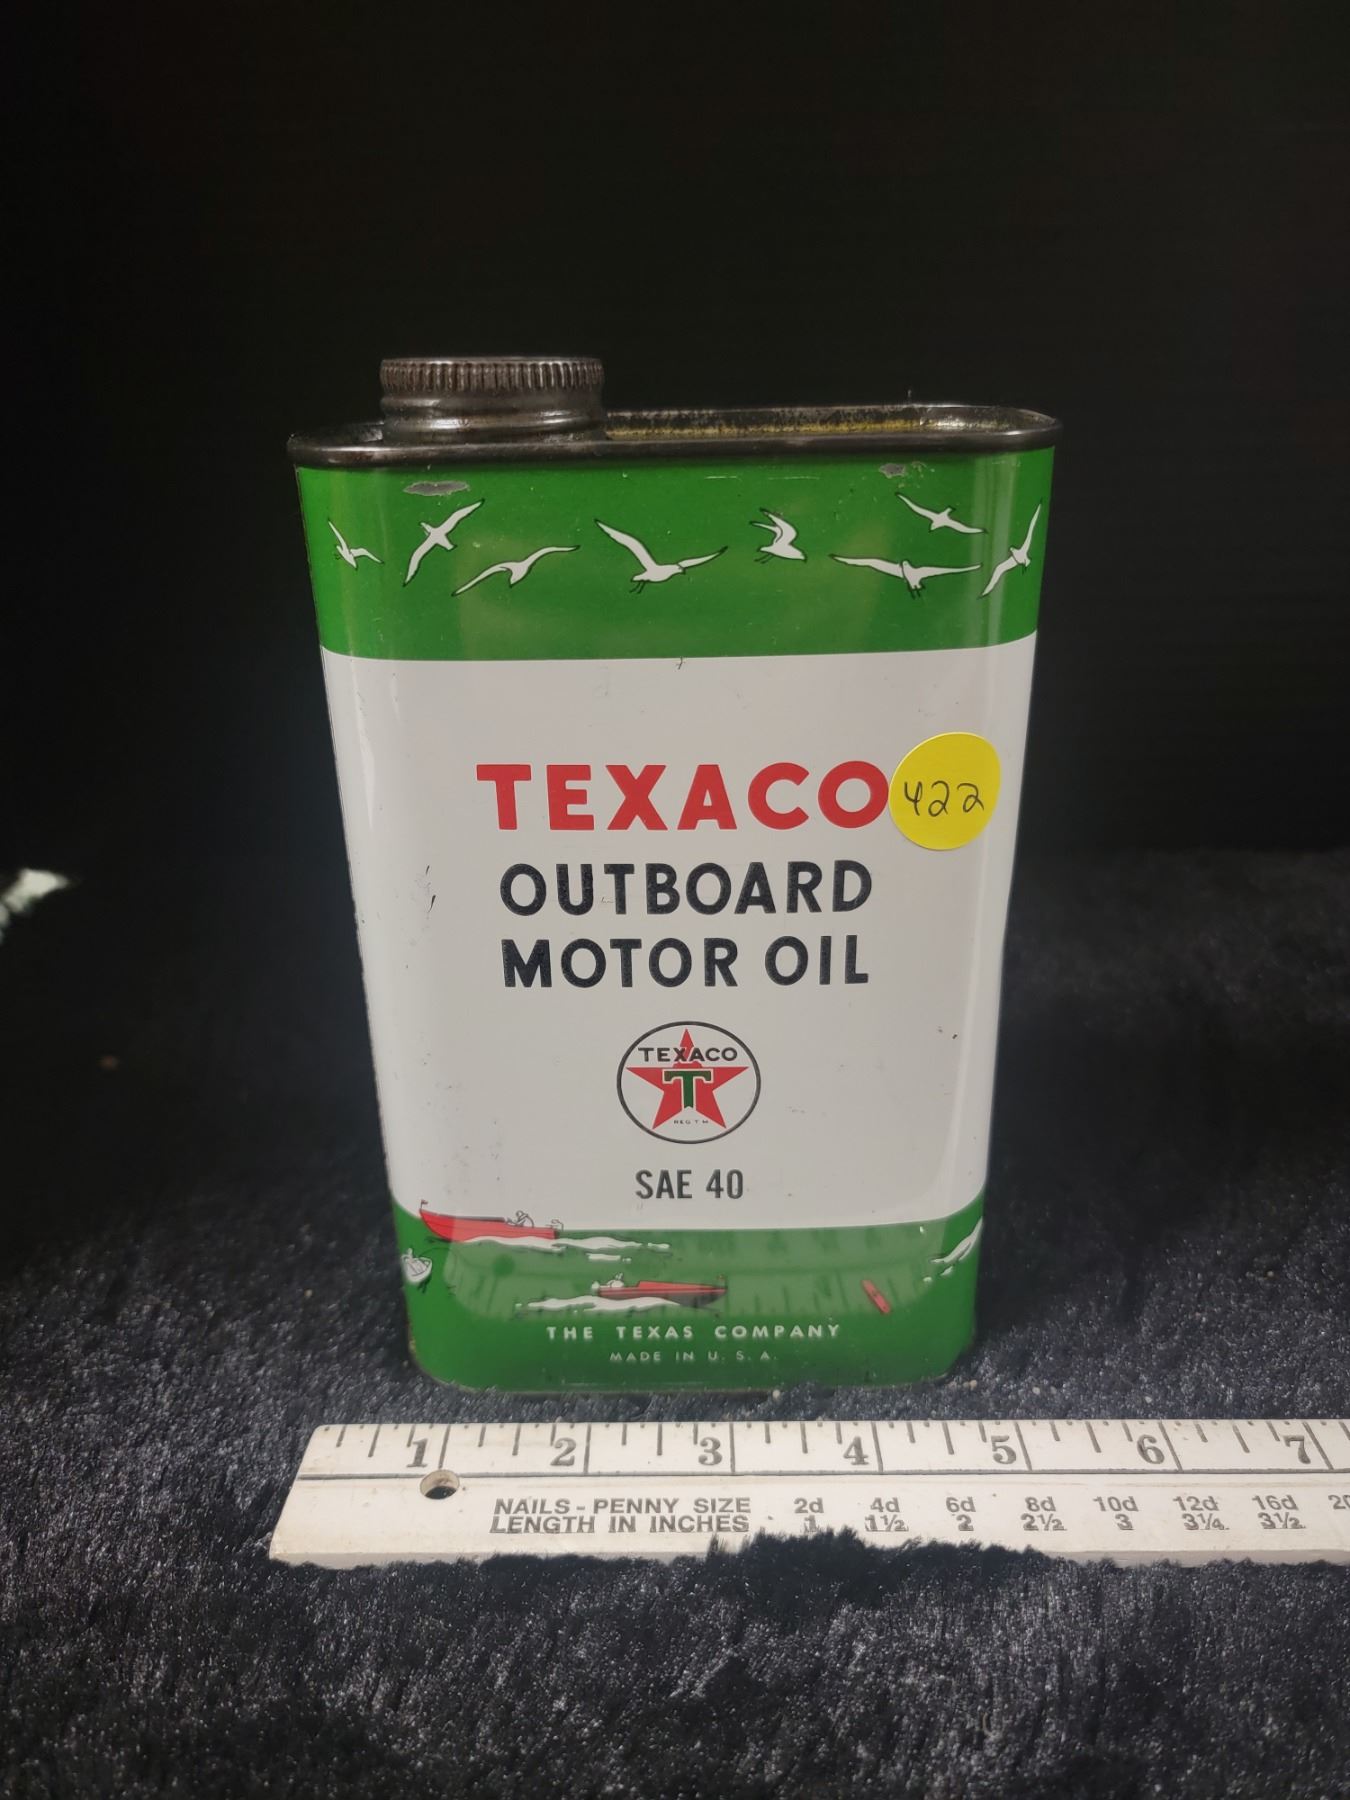 TEXACO
422
OUTBOARD
MOTOR OIL
TEXACO
T
REG T M
SAE 40
THE TEXAS COMPANY
MADE IN U. S. A.
1 2 3 4 5 6 7
NAILS - PENNY SIZE 2d 4d 6d 8d 10d 12d 16d 20
LENGTH IN INCHES 1 1½ 2 2½ 3 3¼ 3½